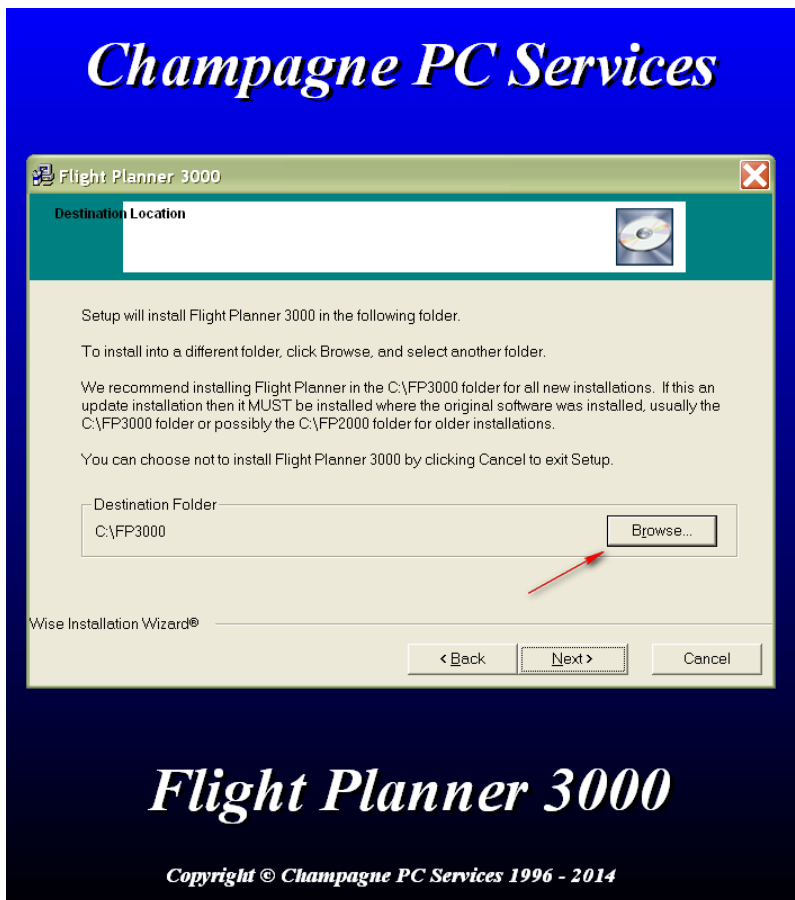 Champagne PC Services
Flight Planner 3000
Destination Location
Setup will install Flight Planner 3000 in the following folder.
To install into a different folder, click Browse, and select another folder.
We recommend installing Flight Planner in the C:\FP3000 folder for all new installations. If this an
update installation then it MUST be installed where the original software was installed, usually the
C:\FP3000 folder or possibly the C:\FP2000 folder for older installations.
You can choose not to install Flight Planner 3000 by clicking Cancel to exit Setup.
Destination Folder
C:\FP3000
Browse...
Wise Installation Wizard®
< Back
Next >
Cancel
Flight Planner 3000
Copyright © Champagne PC Services 1996 - 2014